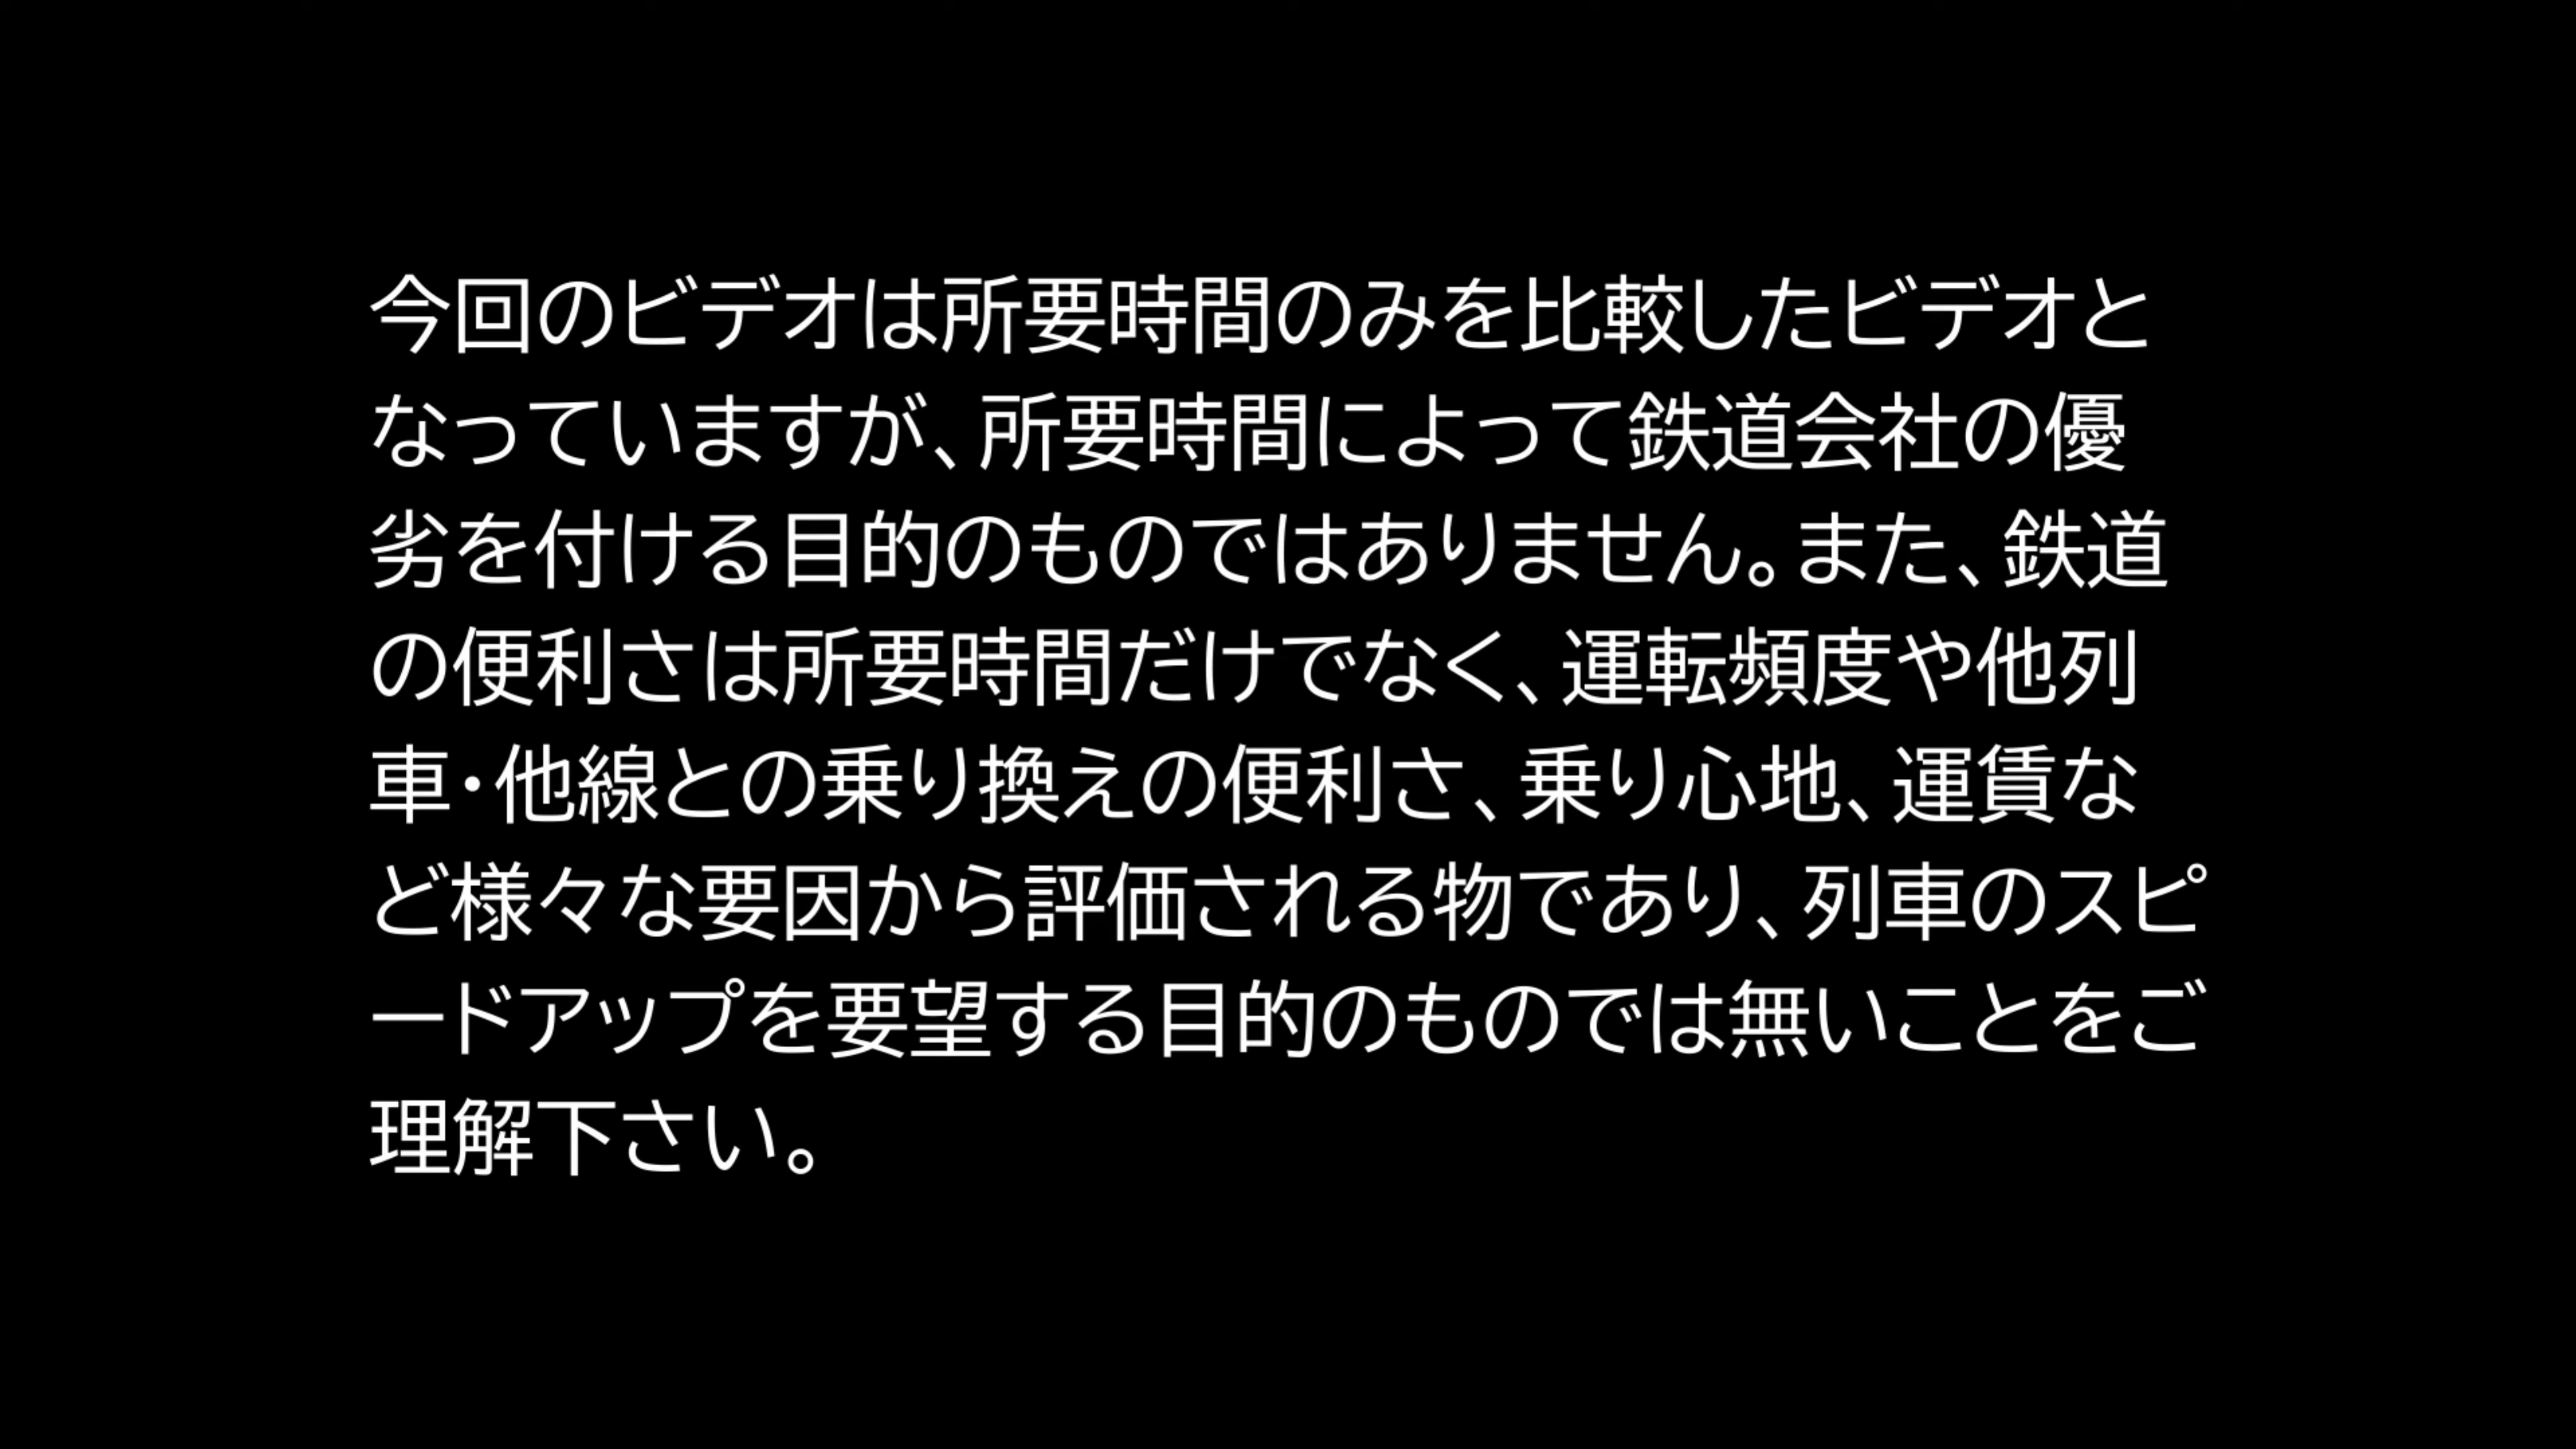 今回のビデオは所要時間のみを比較したビデオと
なっていますが、所要時間によって鉄道会社の優
劣を付ける目的のものではありません。また、鉄道
の便利さは所要時間だけでなく、運転頻度や他列
車・他線との乗り換えの便利さ、乗り心地、運賃な
ど様々な要因から評価される物であり、列車のスピ
ードアップを要望する目的のものでは無いことをご
理解下さい。